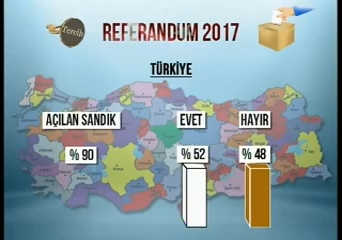 Tercih
REFERANDUM 2017
TÜRKİYE
AÇILAN SANDIK EVET HAYIR
% 90 % 52 % 48